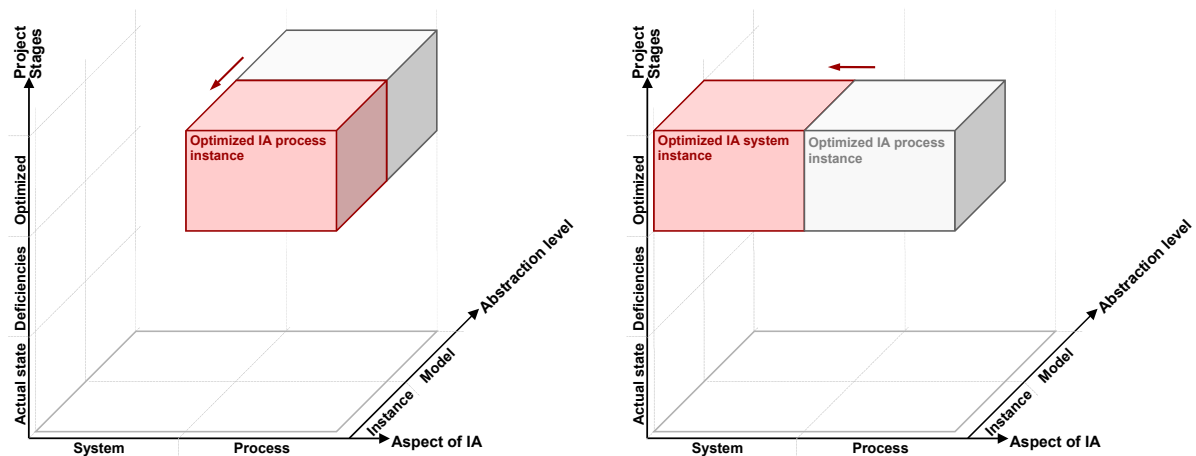 Project
Stages
Optimized
Deficiencies
Actual state
Optimized IA process
instance
System
Process
Aspect of IA
Instance
Model
Abstraction level
Project
Stages
Optimized
Deficiencies
Actual state
Optimized IA system
instance
Optimized IA process
instance
System
Process
Aspect of IA
Instance
Model
Abstraction level